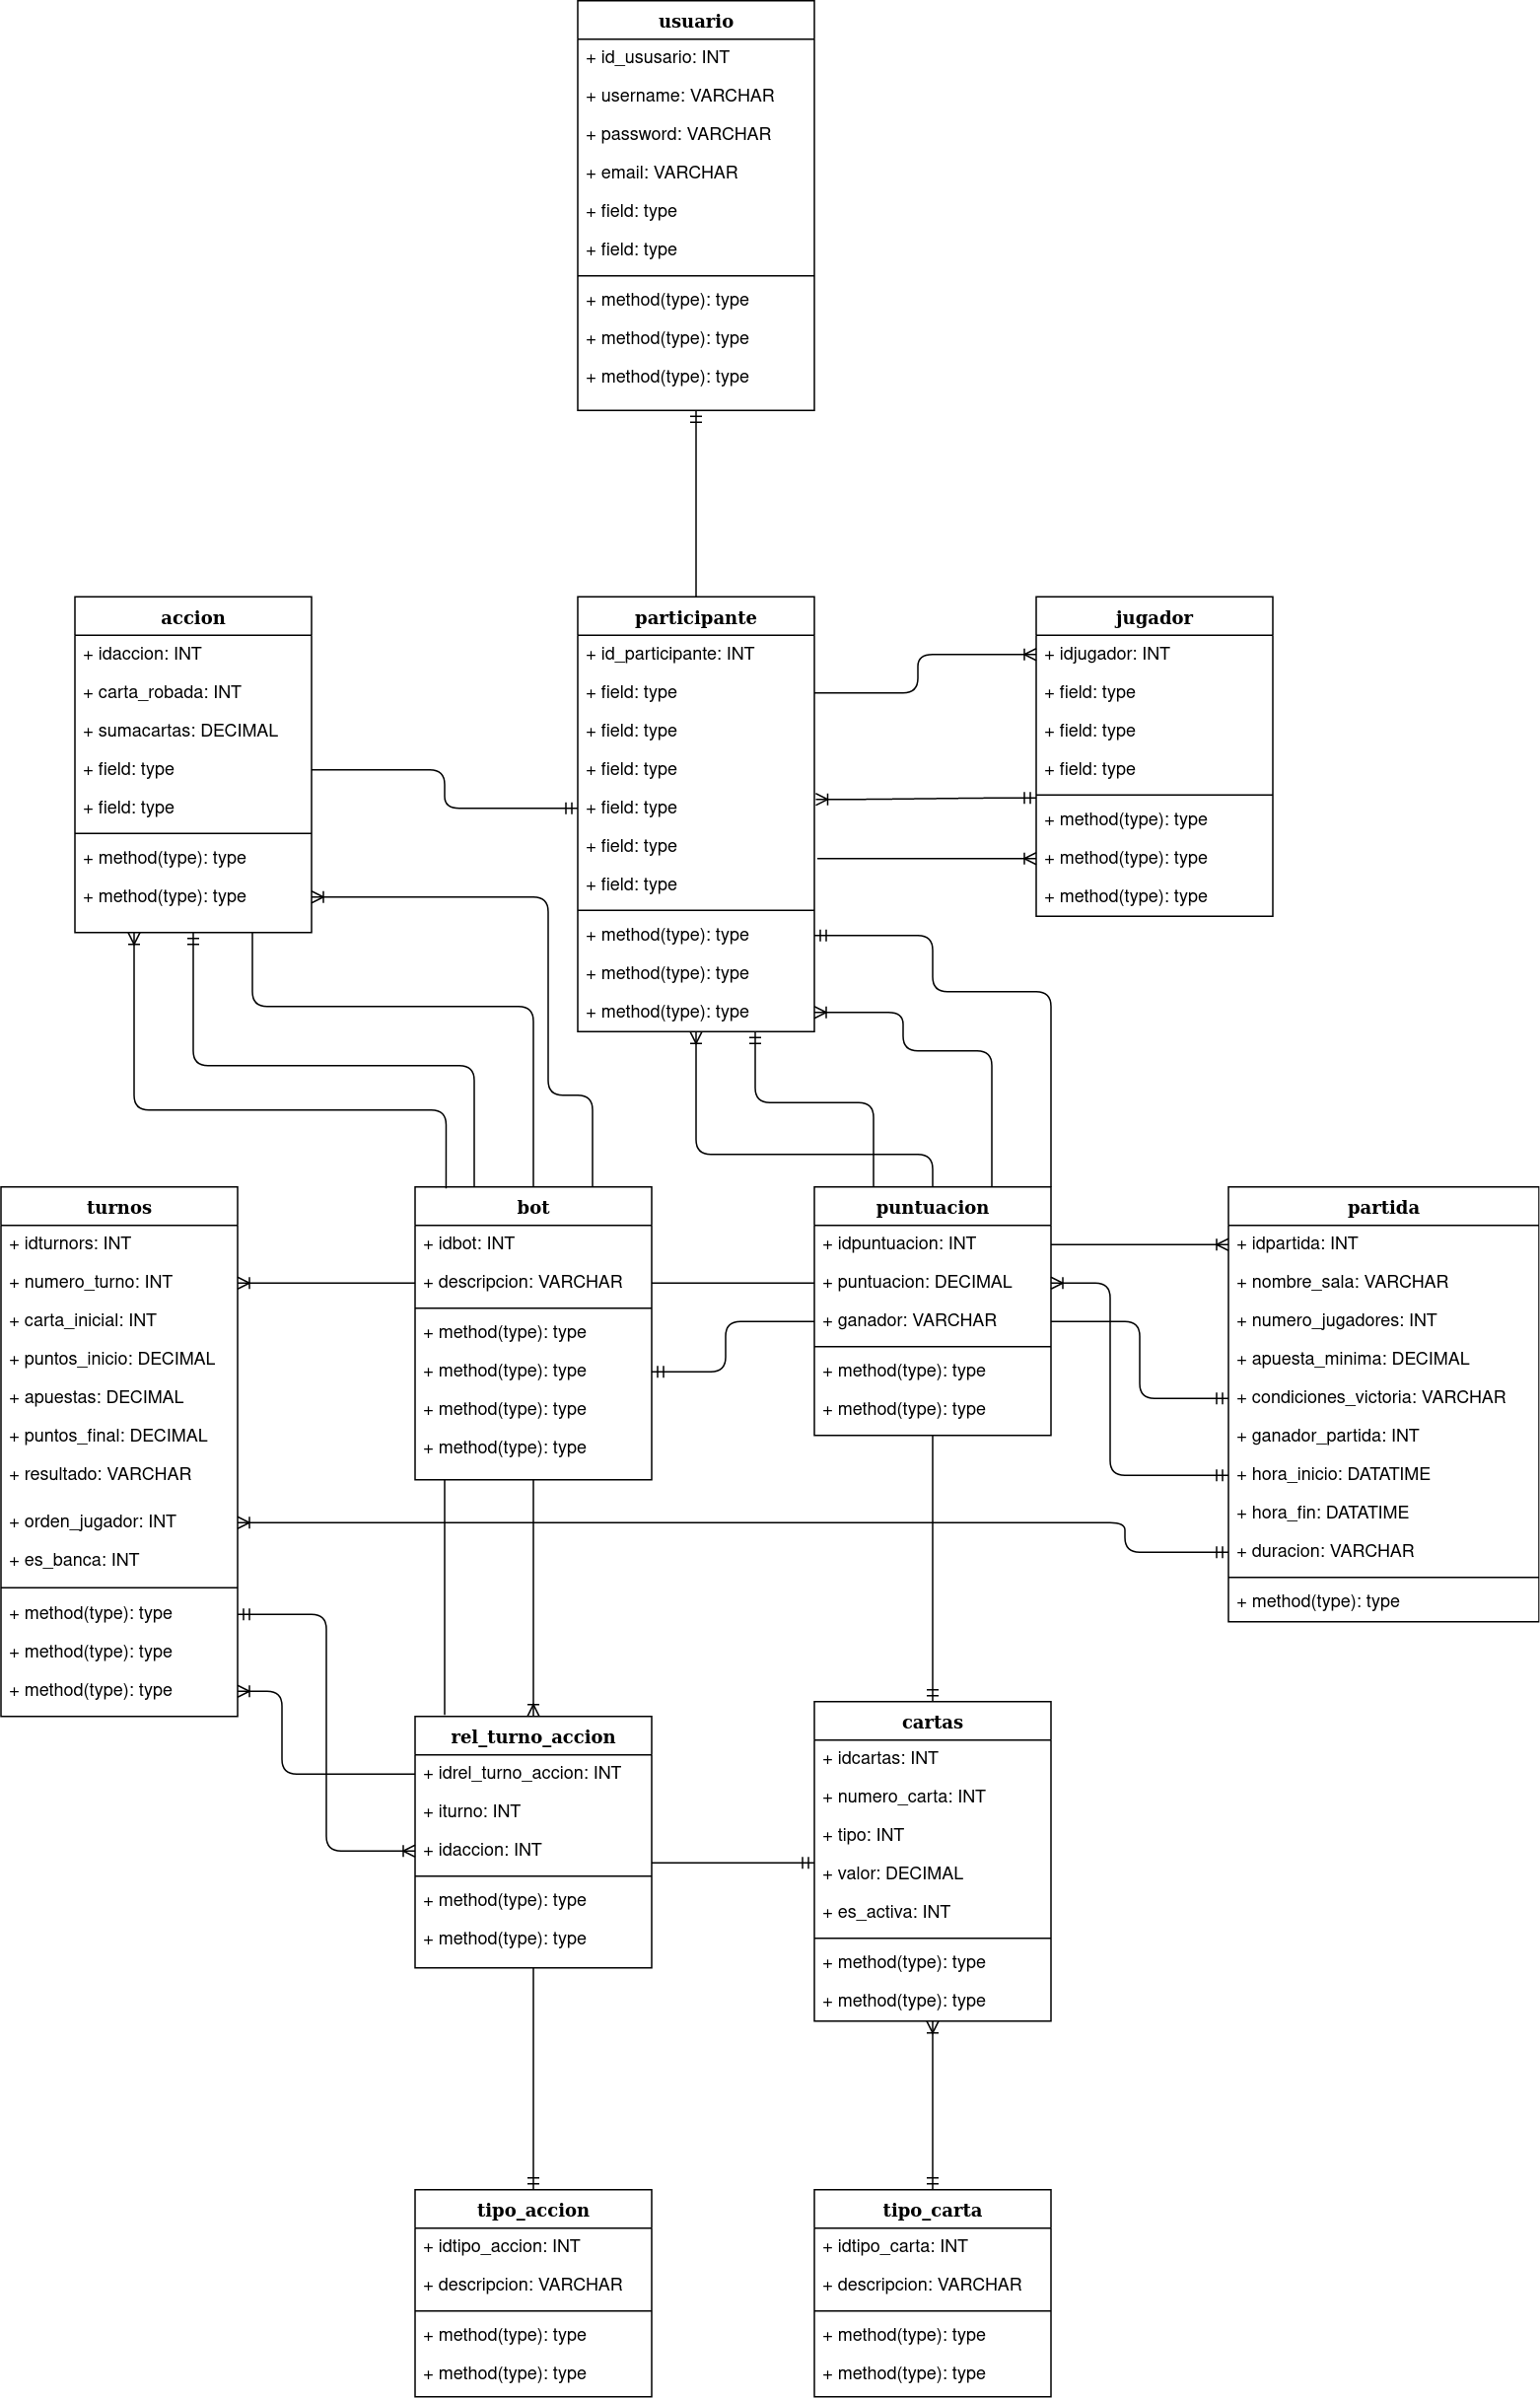 usuario
+ id_ususario: INT
+ username: VARCHAR
+ password: VARCHAR
+ email: VARCHAR
+ field: type
+ field: type
+ method(type): type
+ method(type): type
+ method(type): type
accion
+ idaccion: INT
+ carta_robada: INT
+ sumacartas: DECIMAL
+ field: type
+ field: type
+ method(type): type
+ method(type): type
participante
+ id_participante: INT
+ field: type
+ field: type
+ field: type
+ field: type
+ field: type
+ field: type
+ method(type): type
+ method(type): type
+ method(type): type
jugador
+ idjugador: INT
+ field: type
+ field: type
+ field: type
+ method(type): type
+ method(type): type
+ method(type): type
turnos
+ idturnors: INT
+ numero_turno: INT
+ carta_inicial: INT
+ puntos_inicio: DECIMAL
+ apuestas: DECIMAL
+ puntos_final: DECIMAL
+ resultado: VARCHAR
+ orden_jugador: INT
+ es_banca: INT
+ method(type): type
+ method(type): type
+ method(type): type
bot
+ idbot: INT
+ descripcion: VARCHAR
+ method(type): type
+ method(type): type
+ method(type): type
+ method(type): type
puntuacion
+ idpuntuacion: INT
+ puntuacion: DECIMAL
+ ganador: VARCHAR
+ method(type): type
+ method(type): type
partida
+ idpartida: INT
+ nombre_sala: VARCHAR
+ numero_jugadores: INT
+ apuesta_minima: DECIMAL
+ condiciones_victoria: VARCHAR
+ ganador_partida: INT
+ hora_inicio: DATATIME
+ hora_fin: DATATIME
+ duracion: VARCHAR
+ method(type): type
rel_turno_accion
+ idrel_turno_accion: INT
+ iturno: INT
+ idaccion: INT
+ method(type): type
+ method(type): type
cartas
+ idcartas: INT
+ numero_carta: INT
+ tipo: INT
+ valor: DECIMAL
+ es_activa: INT
+ method(type): type
+ method(type): type
tipo_accion
+ idtipo_accion: INT
+ descripcion: VARCHAR
+ method(type): type
+ method(type): type
tipo_carta
+ idtipo_carta: INT
+ descripcion: VARCHAR
+ method(type): type
+ method(type): type